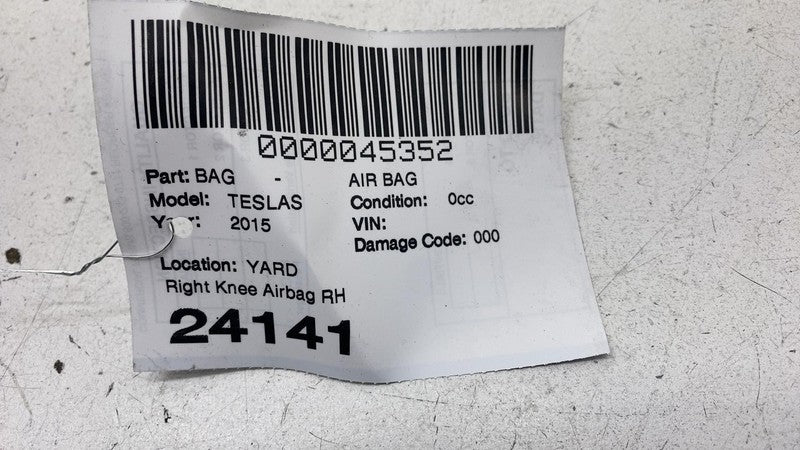 0000045352
Part: BAG - AIR BAG
Model: TESLAS Condition: 0cc
Year: 2015 VIN:
Damage Code: 000
Location: YARD
Right Knee Airbag RH
24141